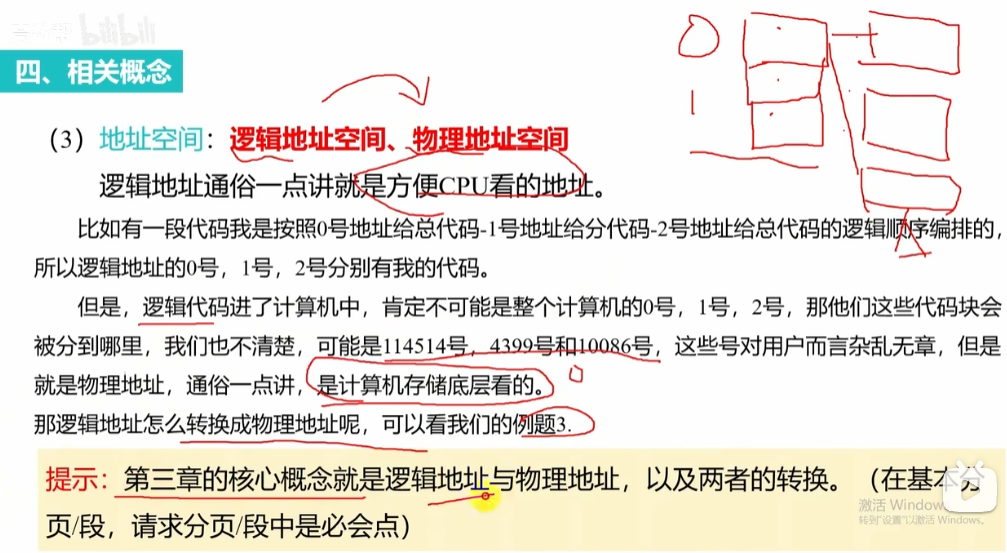 bilibili
四、相关概念
（3）地址空间：逻辑地址空间、物理地址空间
逻辑地址通俗一点讲就是方便CPU看的地址。
比如有一段代码我是按照0号地址给总代码-1号地址给分代码-2号地址给总代码的逻辑顺序编排的，
所以逻辑地址的0号，1号，2号分别有我的代码。
但是，逻辑代码进了计算机中，肯定不可能是整个计算机的0号，1号，2号，那他们这些代码块会
被分到哪里，我们也不清楚，可能是114514号，4399号和10086号，这些号对用户而言杂乱无章，但是
就是物理地址，通俗一点讲，是计算机存储底层看的。
那逻辑地址怎么转换成物理地址呢，可以看我们的例题3.
提示：第三章的核心概念就是逻辑地址与物理地址，以及两者的转换。（在基本分
页/段，请求分页/段中是必会点）
0
1
0
激活 Windows
转到"设置"以激活 Windows。